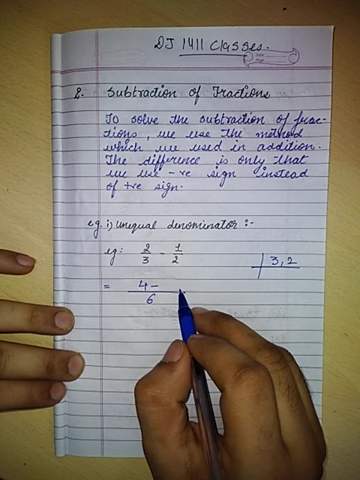 DJ 1411 Classes.
2. Subtraction of Fractions
To solve the subtraction of frac-
tions, we use the method
which we used in addition.
The difference is only that
we use -ve sign instead
of +ve sign.
eg. i) Unequal denominator :-
eg: 2/3 - 1/2
3, 2
= 4 - / 6